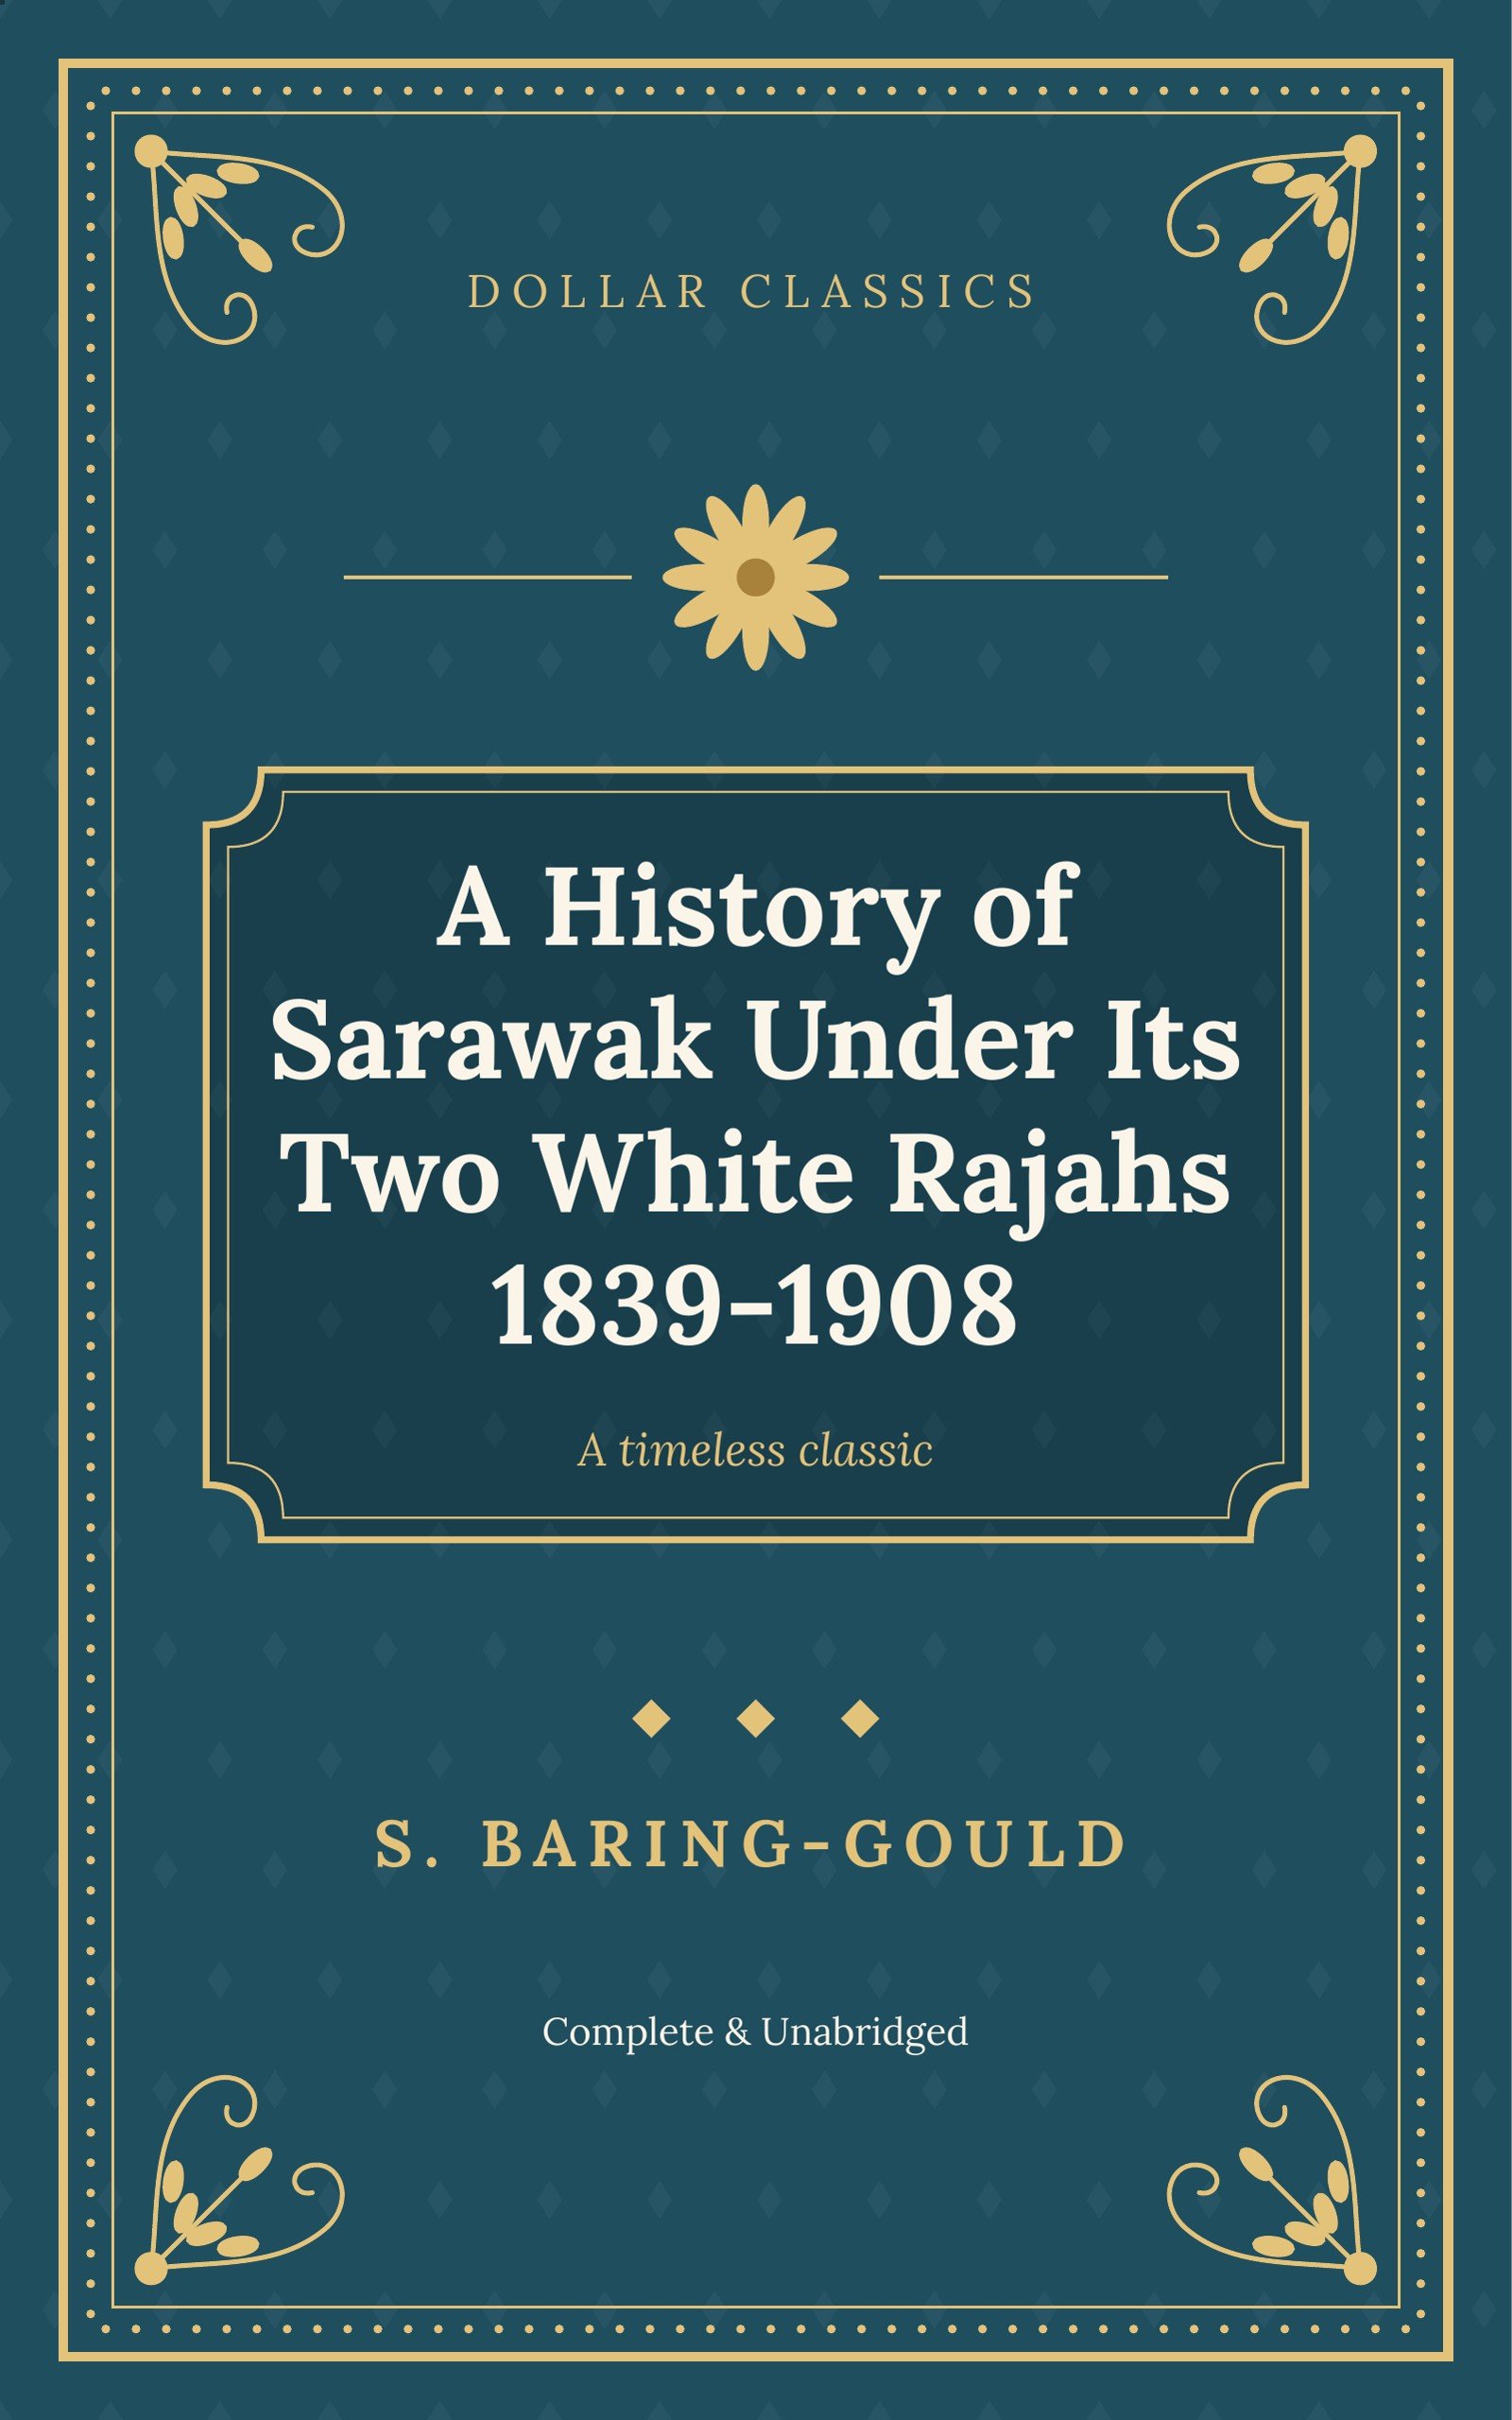 DOLLAR CLASSICS
A History of
Sarawak Under Its
Two White Rajahs
1839–1908
A timeless classic
S. BARING-GOULD
Complete & Unabridged